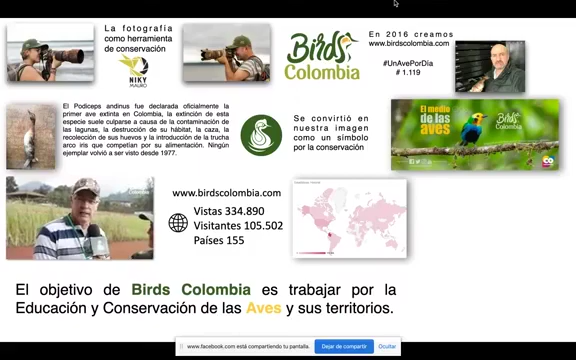 La fotografía
como herramienta
de conservación
NIKY
MAURO
Birds
Colombia
En 2016 creamos
www.birdscolombia.com
#UnAvePorDía
# 1.119
El Podiceps andinus fue declarada oficialmente la
primer ave extinta en Colombia, la extinción de esta
especie suele culparse a causa de la contaminación de
las lagunas, la destrucción de su hábitat, la caza, la
recolección de sus huevos y la introducción de la trucha
arco iris que competían por su alimentación. Ningún
ejemplar volvió a ser visto desde 1977.
Se convirtió en
nuestra imagen
como un símbolo
por la conservación
El medio
de las
aves
Birds
Colombia
www.birdscolombia.com
Vistas 334.890
Visitantes 105.502
Países 155
El objetivo de Birds Colombia es trabajar por la
Educación y Conservación de las Aves y sus territorios.
www.facebook.com está compartiendo tu pantalla.
Dejar de compartir
Ocultar